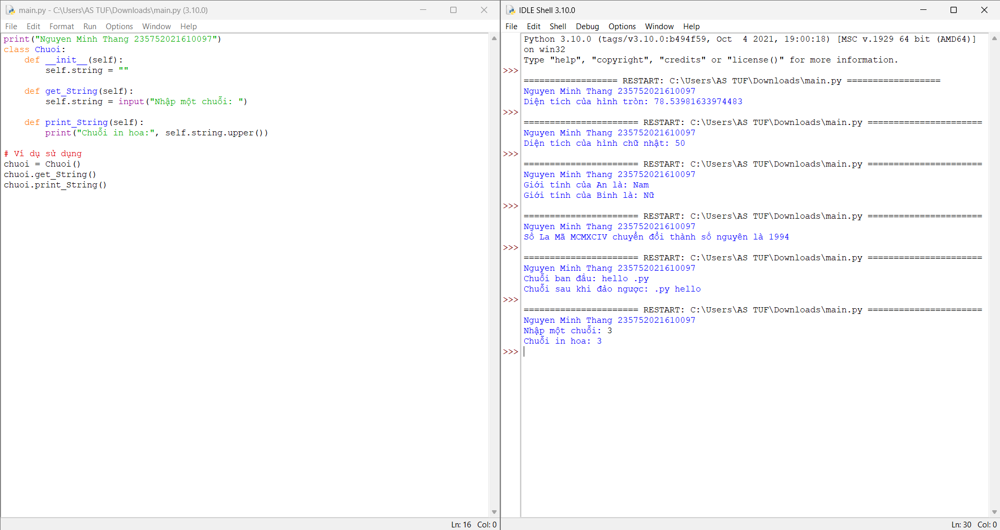 main.py - C:\Users\AS TUF\Downloads\main.py (3.10.0)
File Edit Format Run Options Window Help
print("Nguyen Minh Thang 235752021610097")
class Chuoi:
    def __init__(self):
        self.string = ""
    def get_String(self):
        self.string = input("Nhập một chuỗi: ")
    def print_String(self):
        print("Chuỗi in hoa:", self.string.upper())
# Ví dụ sử dụng
chuoi = Chuoi()
chuoi.get_String()
chuoi.print_String()
Ln: 16 Col: 0
IDLE Shell 3.10.0
File Edit Shell Debug Options Window Help
Python 3.10.0 (tags/v3.10.0:b494f59, Oct  4 2021, 19:00:18) [MSC v.1929 64 bit (AMD64)]
on win32
Type "help", "copyright", "credits" or "license()" for more information.
>>>
================== RESTART: C:\Users\AS TUF\Downloads\main.py ==================
Nguyen Minh Thang 235752021610097
Diện tích của hình tròn: 78.53981633974483
>>>
====================== RESTART: C:\Users\AS TUF\Downloads\main.py ======================
Nguyen Minh Thang 235752021610097
Diện tích của hình chữ nhật: 50
>>>
====================== RESTART: C:\Users\AS TUF\Downloads\main.py ======================
Nguyen Minh Thang 235752021610097
Giới tính của An là: Nam
Giới tính của Binh là: Nữ
>>>
====================== RESTART: C:\Users\AS TUF\Downloads\main.py ======================
Nguyen Minh Thang 235752021610097
Số La Mã MCMXCIV chuyển đổi thành số nguyên là 1994
>>>
====================== RESTART: C:\Users\AS TUF\Downloads\main.py ======================
Nguyen Minh Thang 235752021610097
Chuỗi ban đầu: hello .py
Chuỗi sau khi đảo ngược: .py hello
>>>
====================== RESTART: C:\Users\AS TUF\Downloads\main.py ======================
Nguyen Minh Thang 235752021610097
Nhập một chuỗi: 3
Chuỗi in hoa: 3
>>>
Ln: 30 Col: 0